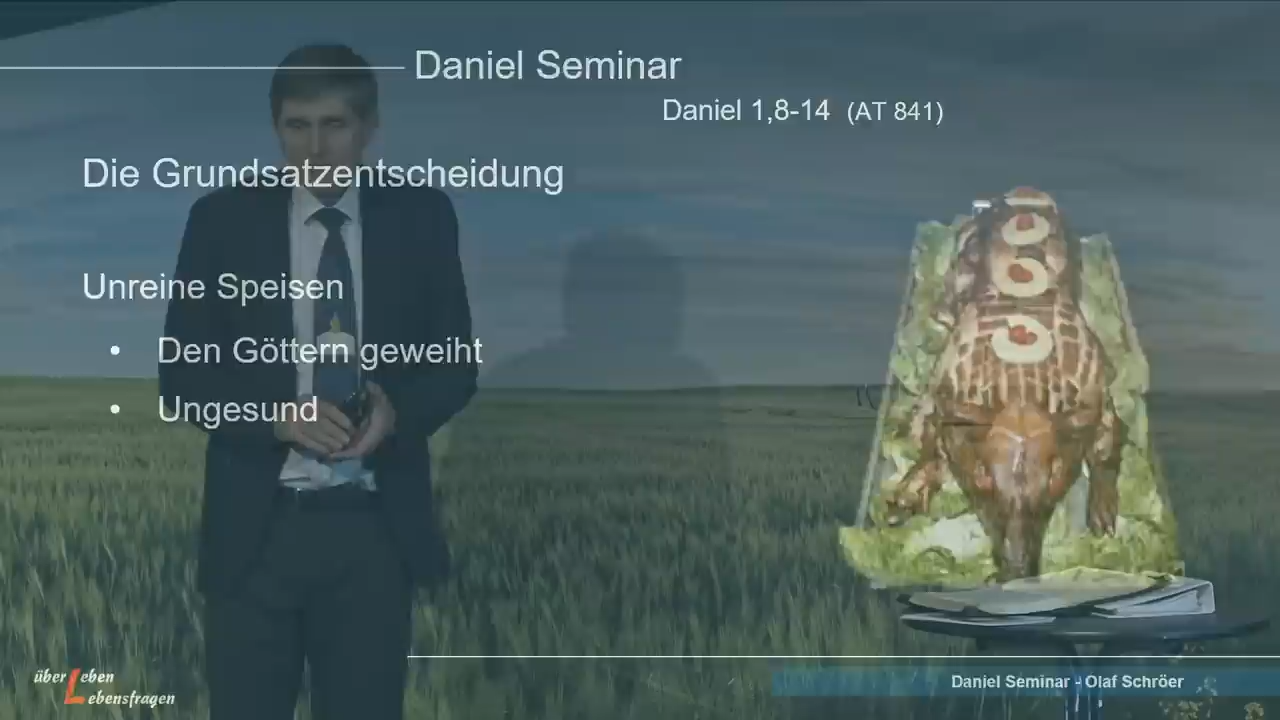 Daniel Seminar
Daniel 1,8-14 (AT 841)
Die Grundsatzentscheidung
Unreine Speisen
• Den Göttern geweiht
• Ungesund
über Leben
Lebensfragen
Daniel Seminar - Olaf Schröer